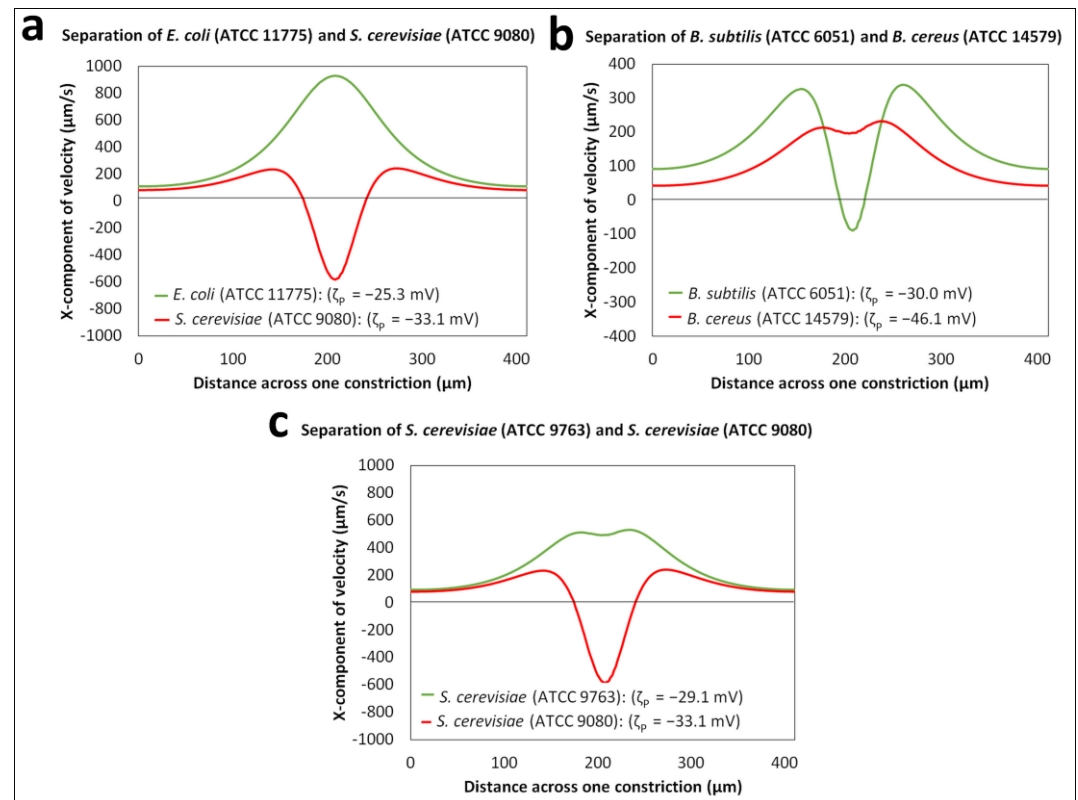 a
Separation of E. coli (ATCC 11775) and S. cerevisiae (ATCC 9080)
X-component of velocity (µm/s)
1000
800
600
400
200
0
-200
-400
-600
-800
-1000
E. coli (ATCC 11775): (ζp = −25.3 mV)
S. cerevisiae (ATCC 9080): (ζp = −33.1 mV)
0 100 200 300 400
Distance across one constriction (µm)
b
Separation of B. subtilis (ATCC 6051) and B. cereus (ATCC 14579)
X-component of velocity (µm/s)
400
300
200
100
0
-100
-200
-300
-400
B. subtilis (ATCC 6051): (ζp = −30.0 mV)
B. cereus (ATCC 14579): (ζp = −46.1 mV)
0 100 200 300 400
Distance across one constriction (µm)
c
Separation of S. cerevisiae (ATCC 9763) and S. cerevisiae (ATCC 9080)
X-component of velocity (µm/s)
1000
800
600
400
200
0
-200
-400
-600
-800
-1000
S. cerevisiae (ATCC 9763): (ζp = −29.1 mV)
S. cerevisiae (ATCC 9080): (ζp = −33.1 mV)
0 100 200 300 400
Distance across one constriction (µm)